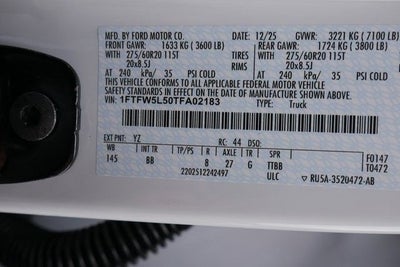 MFD. BY FORD MOTOR CO. 12/25 GVWR: 3221 KG ( 7100 LB)
FRONT GAWR: 1633 KG ( 3600 LB) REAR GAWR: 1724 KG ( 3800 LB)
WITH 275/60R20 115T TIRES WITH 275/60R20 115T
20x8.5J RIMS 20x8.5J
AT 240 kPa/ 35 PSI COLD AT 240 kPa/ 35 PSI COLD
THIS VEHICLE CONFORMS TO ALL APPLICABLE FEDERAL MOTOR VEHICLE
SAFETY STANDARDS IN EFFECT ON THE DATE OF MANUFACTURE SHOWN ABOVE.
VIN: 1FTFW5L50TFA02183 TYPE: Truck
EXT PNT: YZ RC: 44 DSO: F0147
WB BRK INT TR TP/PS R AXLE TR SPR T0472
145 BB 8 27 G TTBB
2202512242497 ULC RU5A-3520472-AB